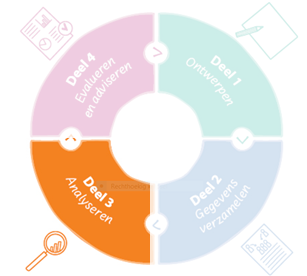 Deel 1
Ontwerpen
Deel 2
Gegevens
verzamelen
Deel 3
Analyseren
Deel 4
Evalueren
en adviseren